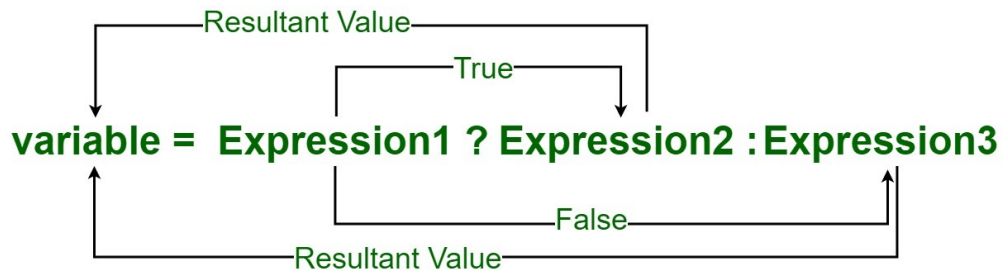 Resultant Value
True
variable = Expression1 ? Expression2 :Expression3
False
Resultant Value